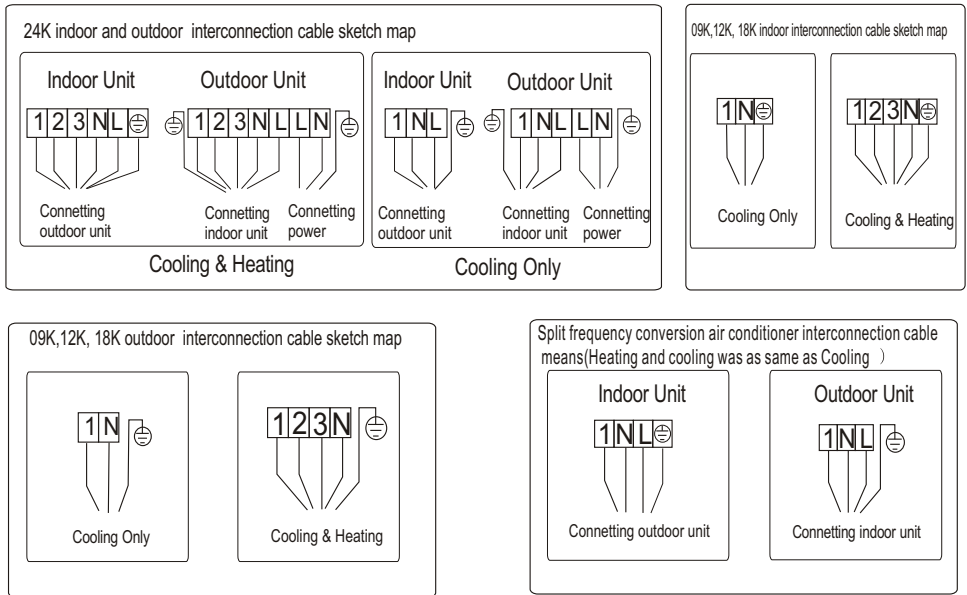 24K indoor and outdoor interconnection cable sketch map
Indoor Unit
Outdoor Unit
1 2 3 N L
1 2 3 N L L N
Connetting
outdoor unit
Connetting
indoor unit
Connetting
power
Cooling & Heating
Indoor Unit
Outdoor Unit
1 N L
1 N L L N
Connetting
outdoor unit
Connetting
indoor unit
Connetting
power
Cooling Only
09K,12K, 18K indoor interconnection cable sketch map
1 N
Cooling Only
1 2 3 N
Cooling & Heating
09K,12K, 18K outdoor interconnection cable sketch map
1 N
Cooling Only
1 2 3 N
Cooling & Heating
Split frequency conversion air conditioner interconnection cable
means(Heating and cooling was as same as Cooling ）
Indoor Unit
1 N L
Connetting outdoor unit
Outdoor Unit
1 N L
Connetting indoor unit